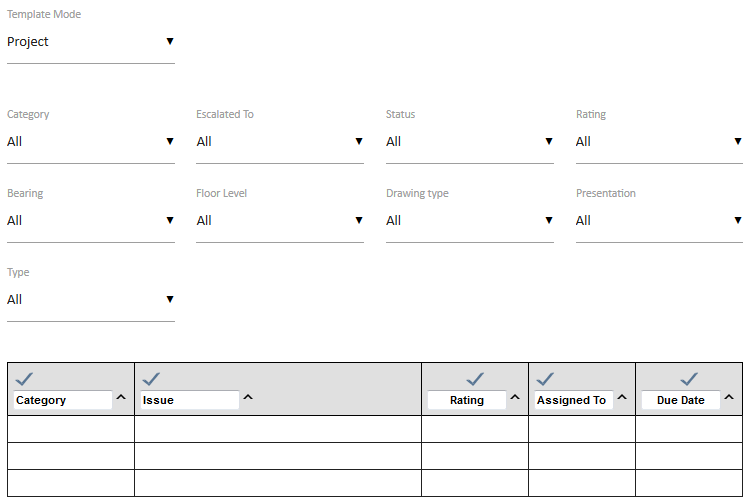 Template Mode
Project
Category Escalated To Status Rating
All All All All
Bearing Floor Level Drawing type Presentation
All All All All
Type
All
Category Issue Rating Assigned To Due Date